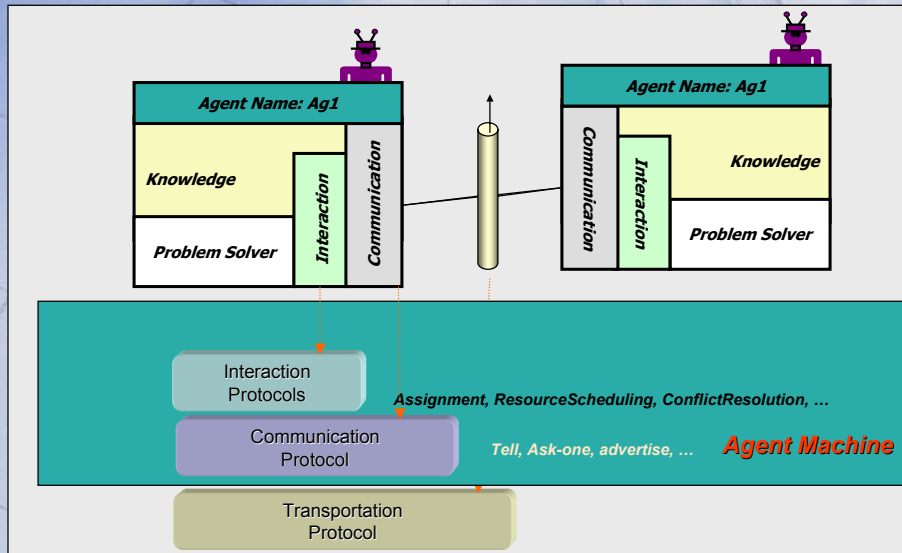 Agent Name: Ag1
Knowledge
Interaction
Communication
Problem Solver
Agent Name: Ag1
Communication
Interaction
Knowledge
Problem Solver
Interaction
Protocols
Assignment, ResourceScheduling, ConflictResolution, …
Communication
Protocol
Tell, Ask-one, advertise, …
Agent Machine
Transportation
Protocol